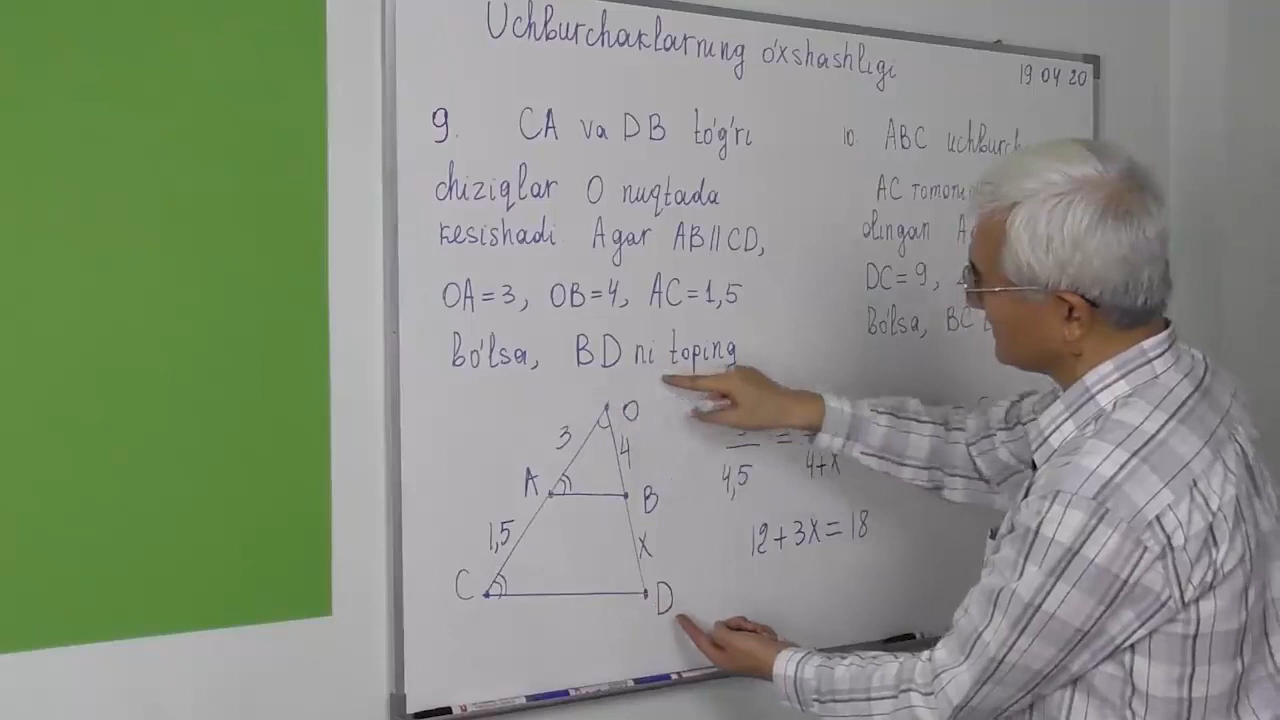 Uchburchaklarning o'xshashligi
19 04 20
9. CA va DB to'g'ri
chiziqlar O nuqtada
kesishadi Agar AB//CD,
OA=3, OB=4, AC=1,5
bo'lsa, BD ni toping
10. ABC
AC
olingan
DC=9,
bo'lsa, BC
O
3
4
A
B
1,5
x
C
D
4,5 = 4+x
12+3x=18